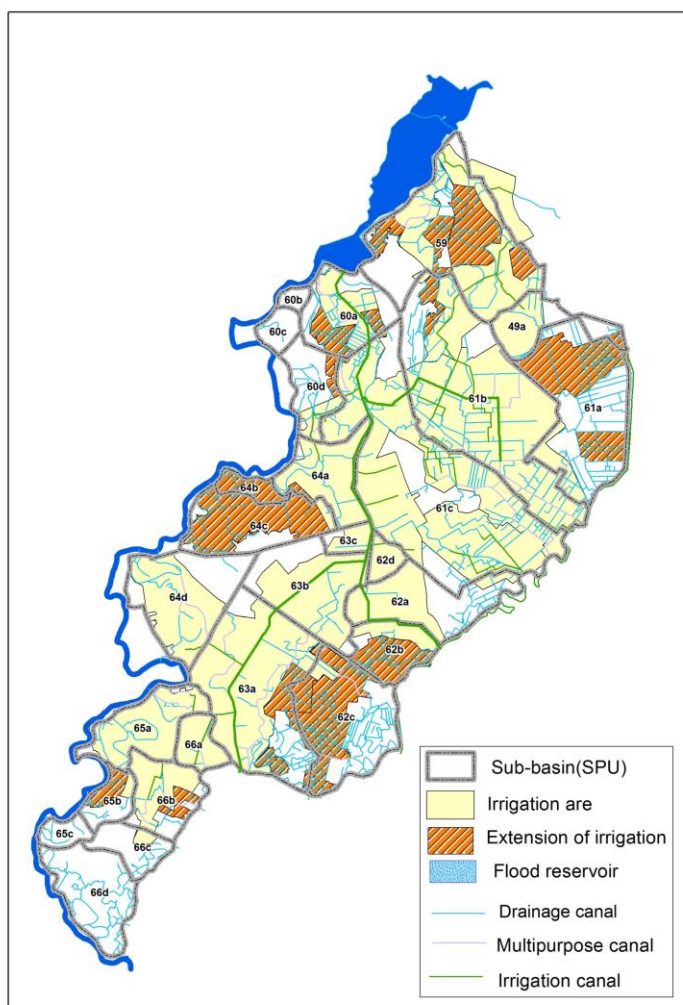 59
60b
60a
49a
60c
60d
61b
61a
64a
64b
61c
64c
63c
62d
63b
64d
62a
62b
63a
62c
65a
66a
65b
66b
65c
66c
66d
Sub-basin(SPU)
Irrigation are
Extension of irrigation
Flood reservoir
Drainage canal
Multipurpose canal
Irrigation canal